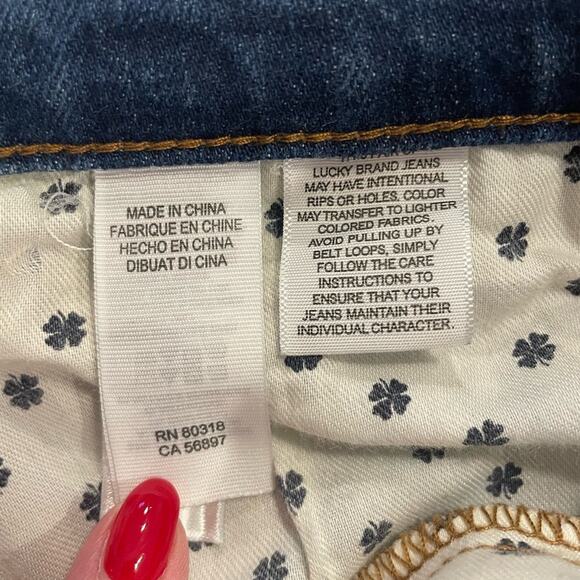 MADE IN CHINA
FABRIQUE EN CHINE
HECHO EN CHINA
DIBUAT DI CINA
RN 80318
CA 56897
LUCKY BRAND JEANS
MAY HAVE INTENTIONAL
RIPS OR HOLES, COLOR
MAY TRANSFER TO LIGHTER
COLORED FABRICS.
AVOID PULLING UP BY
BELT LOOPS, SIMPLY
FOLLOW THE CARE
INSTRUCTIONS TO
ENSURE THAT YOUR
JEANS MAINTAIN THEIR
INDIVIDUAL CHARACTER.